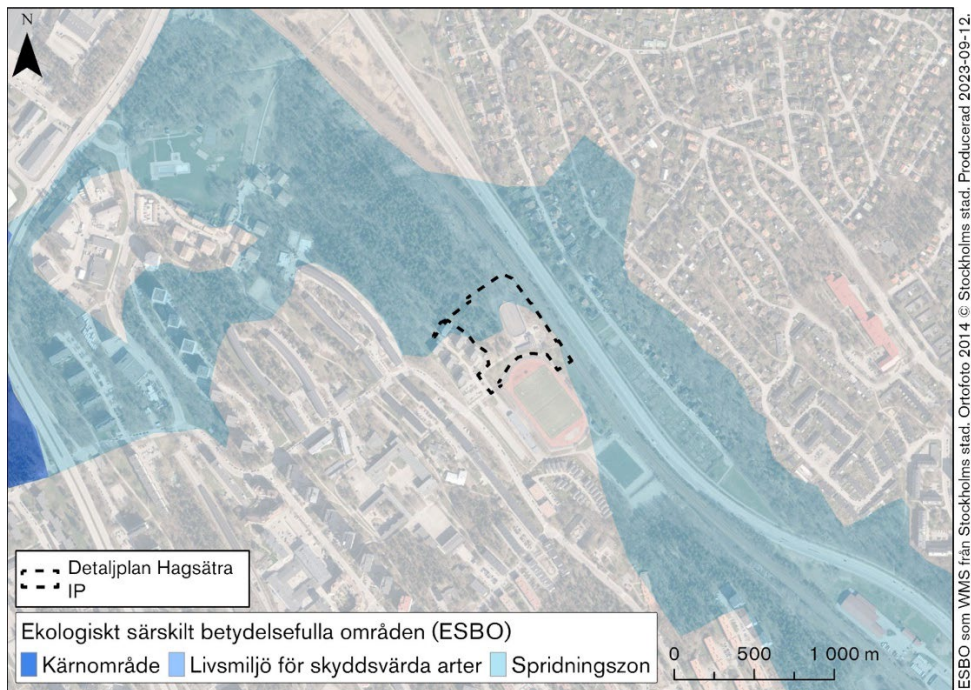 N
Detaljplan Hagsätra
IP
Ekologiskt särskilt betydelsefulla områden (ESBO)
Kärnområde
Livsmiljö för skyddsvärda arter
Spridningszon
0 500 1 000 m
ESBO som WMS från Stockholms stad. Ortofoto 2014 © Stockholms stad. Producerad 2023-09-12.